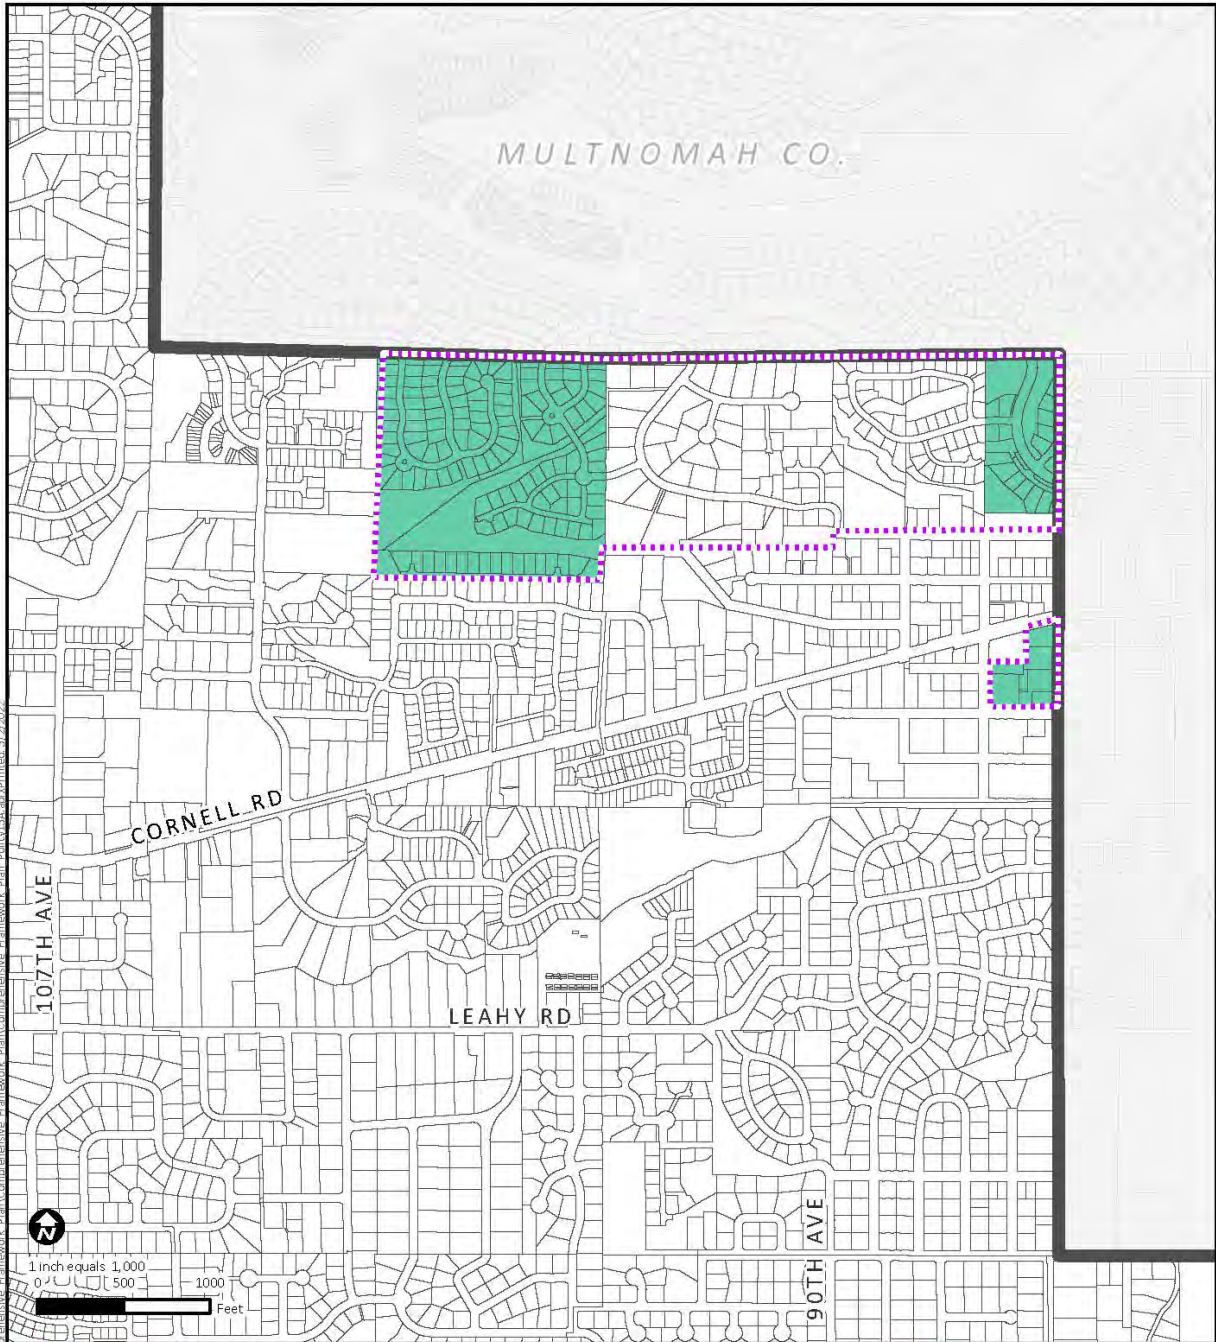 MULTNOMAH CO.
CORNELL RD
107TH AVE
LEAHY RD
90TH AVE
N
1 inch equals 1,000
0 500 1000
Feet